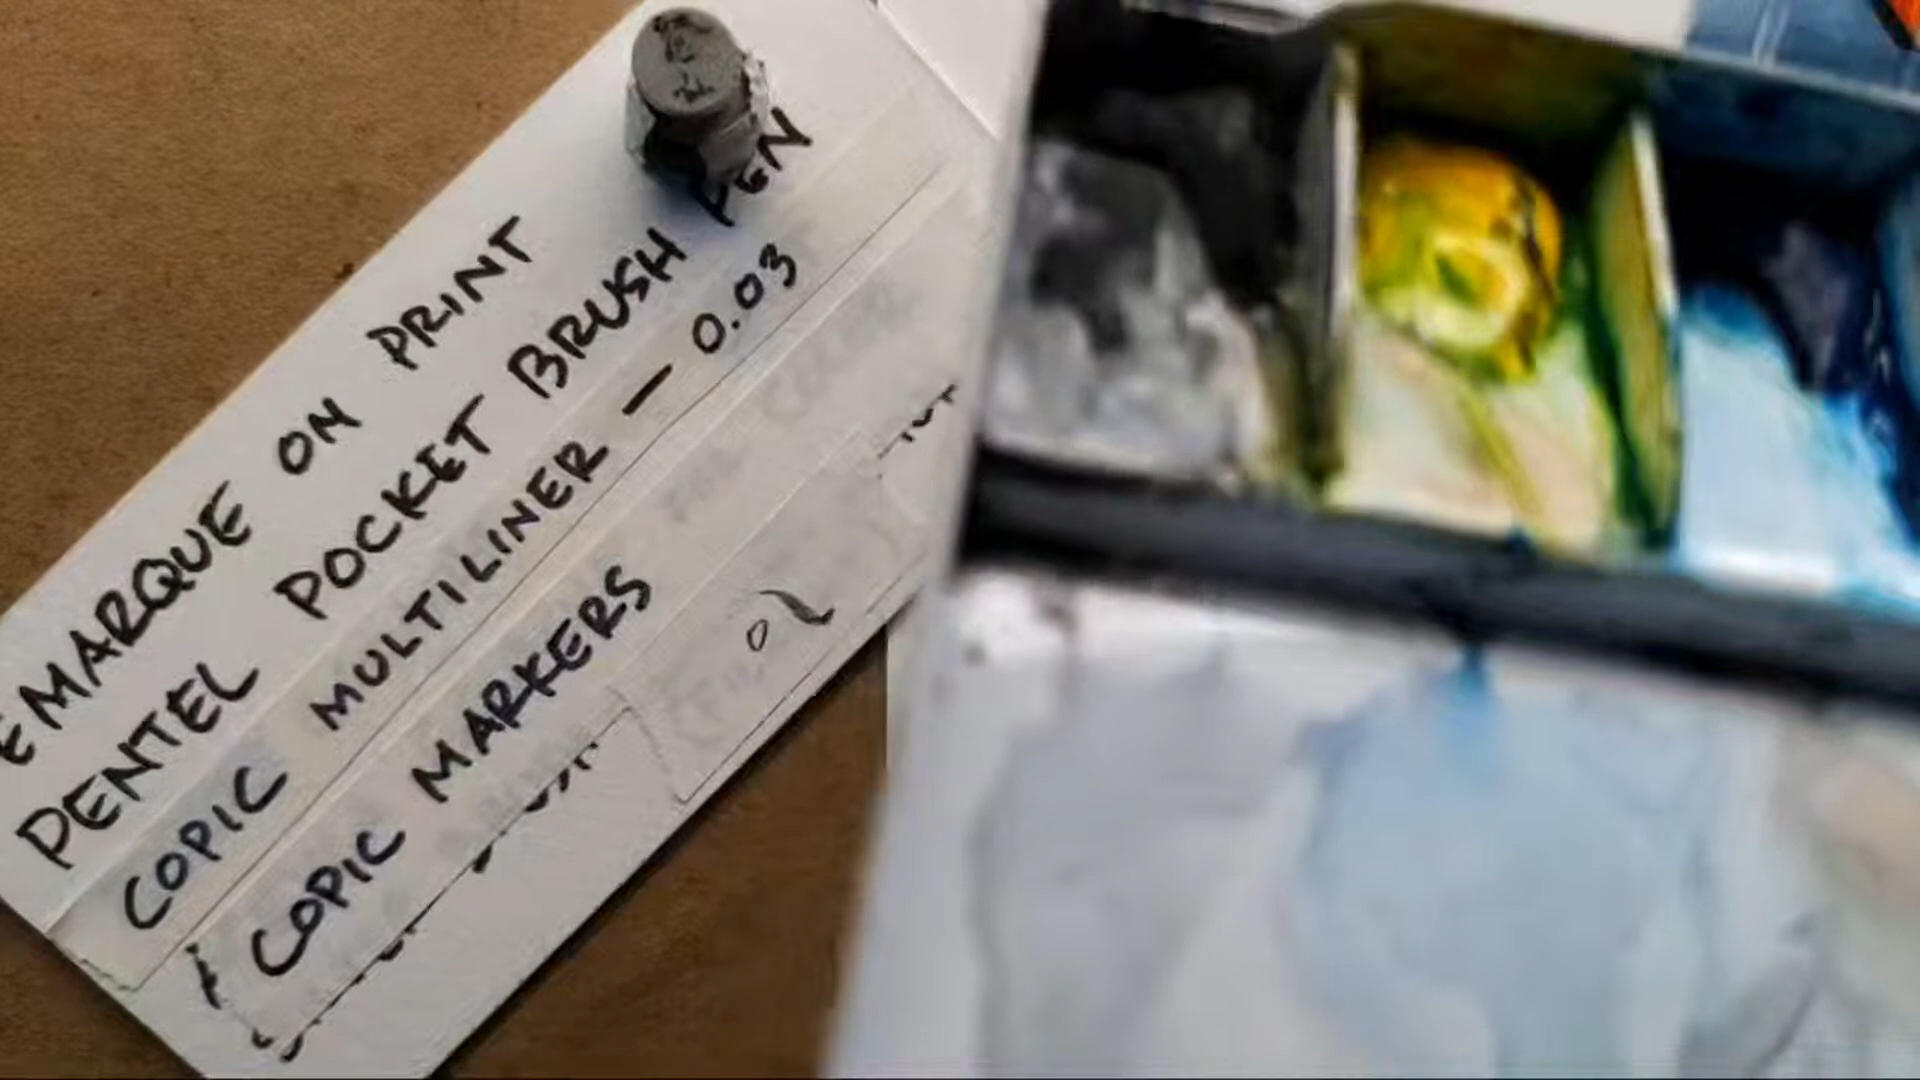 EMARQUE ON PRINT
PENTEL POCKET BRUSH PEN
COPIC MULTILINER – 0.03
COPIC MARKERS